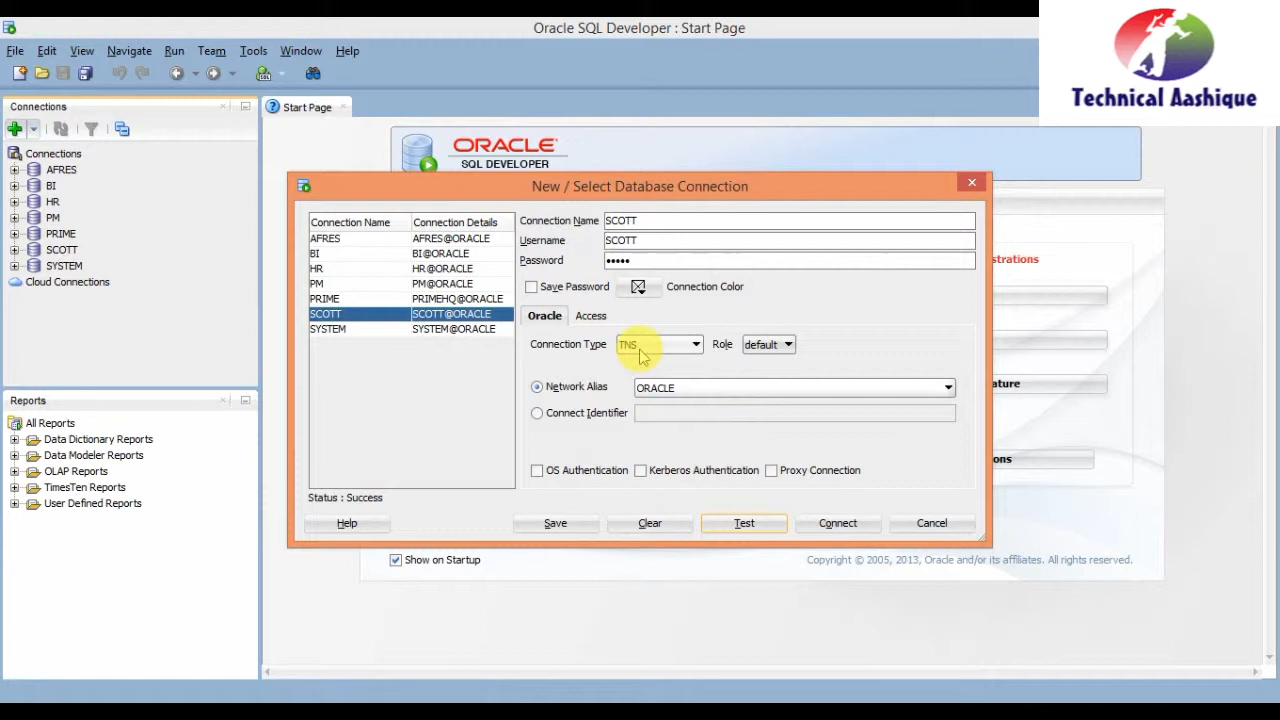 Oracle SQL Developer : Start Page
Technical Aashique
File Edit View Navigate Run Team Tools Window Help
Connections
Connections
AFRES
BI
HR
PM
PRIME
SCOTT
SYSTEM
Cloud Connections
Reports
All Reports
Data Dictionary Reports
Data Modeler Reports
OLAP Reports
TimesTen Reports
User Defined Reports
Start Page
ORACLE
SQL DEVELOPER
New / Select Database Connection
Connection Name Connection Details
AFRES AFRES@ORACLE
BI BI@ORACLE
HR HR@ORACLE
PM PM@ORACLE
PRIME PRIMEHQ@ORACLE
SCOTT SCOTT@ORACLE
SYSTEM SYSTEM@ORACLE
Status : Success
Connection Name SCOTT
Username SCOTT
Password •••••
Save Password Connection Color
Oracle Access
Connection Type TNS Role default
Network Alias ORACLE
Connect Identifier
OS Authentication Kerberos Authentication Proxy Connection
Help Save Clear Test Connect Cancel
strations
ature
ons
Show on Startup
Copyright © 2005, 2013, Oracle and/or its affiliates. All rights reserved.